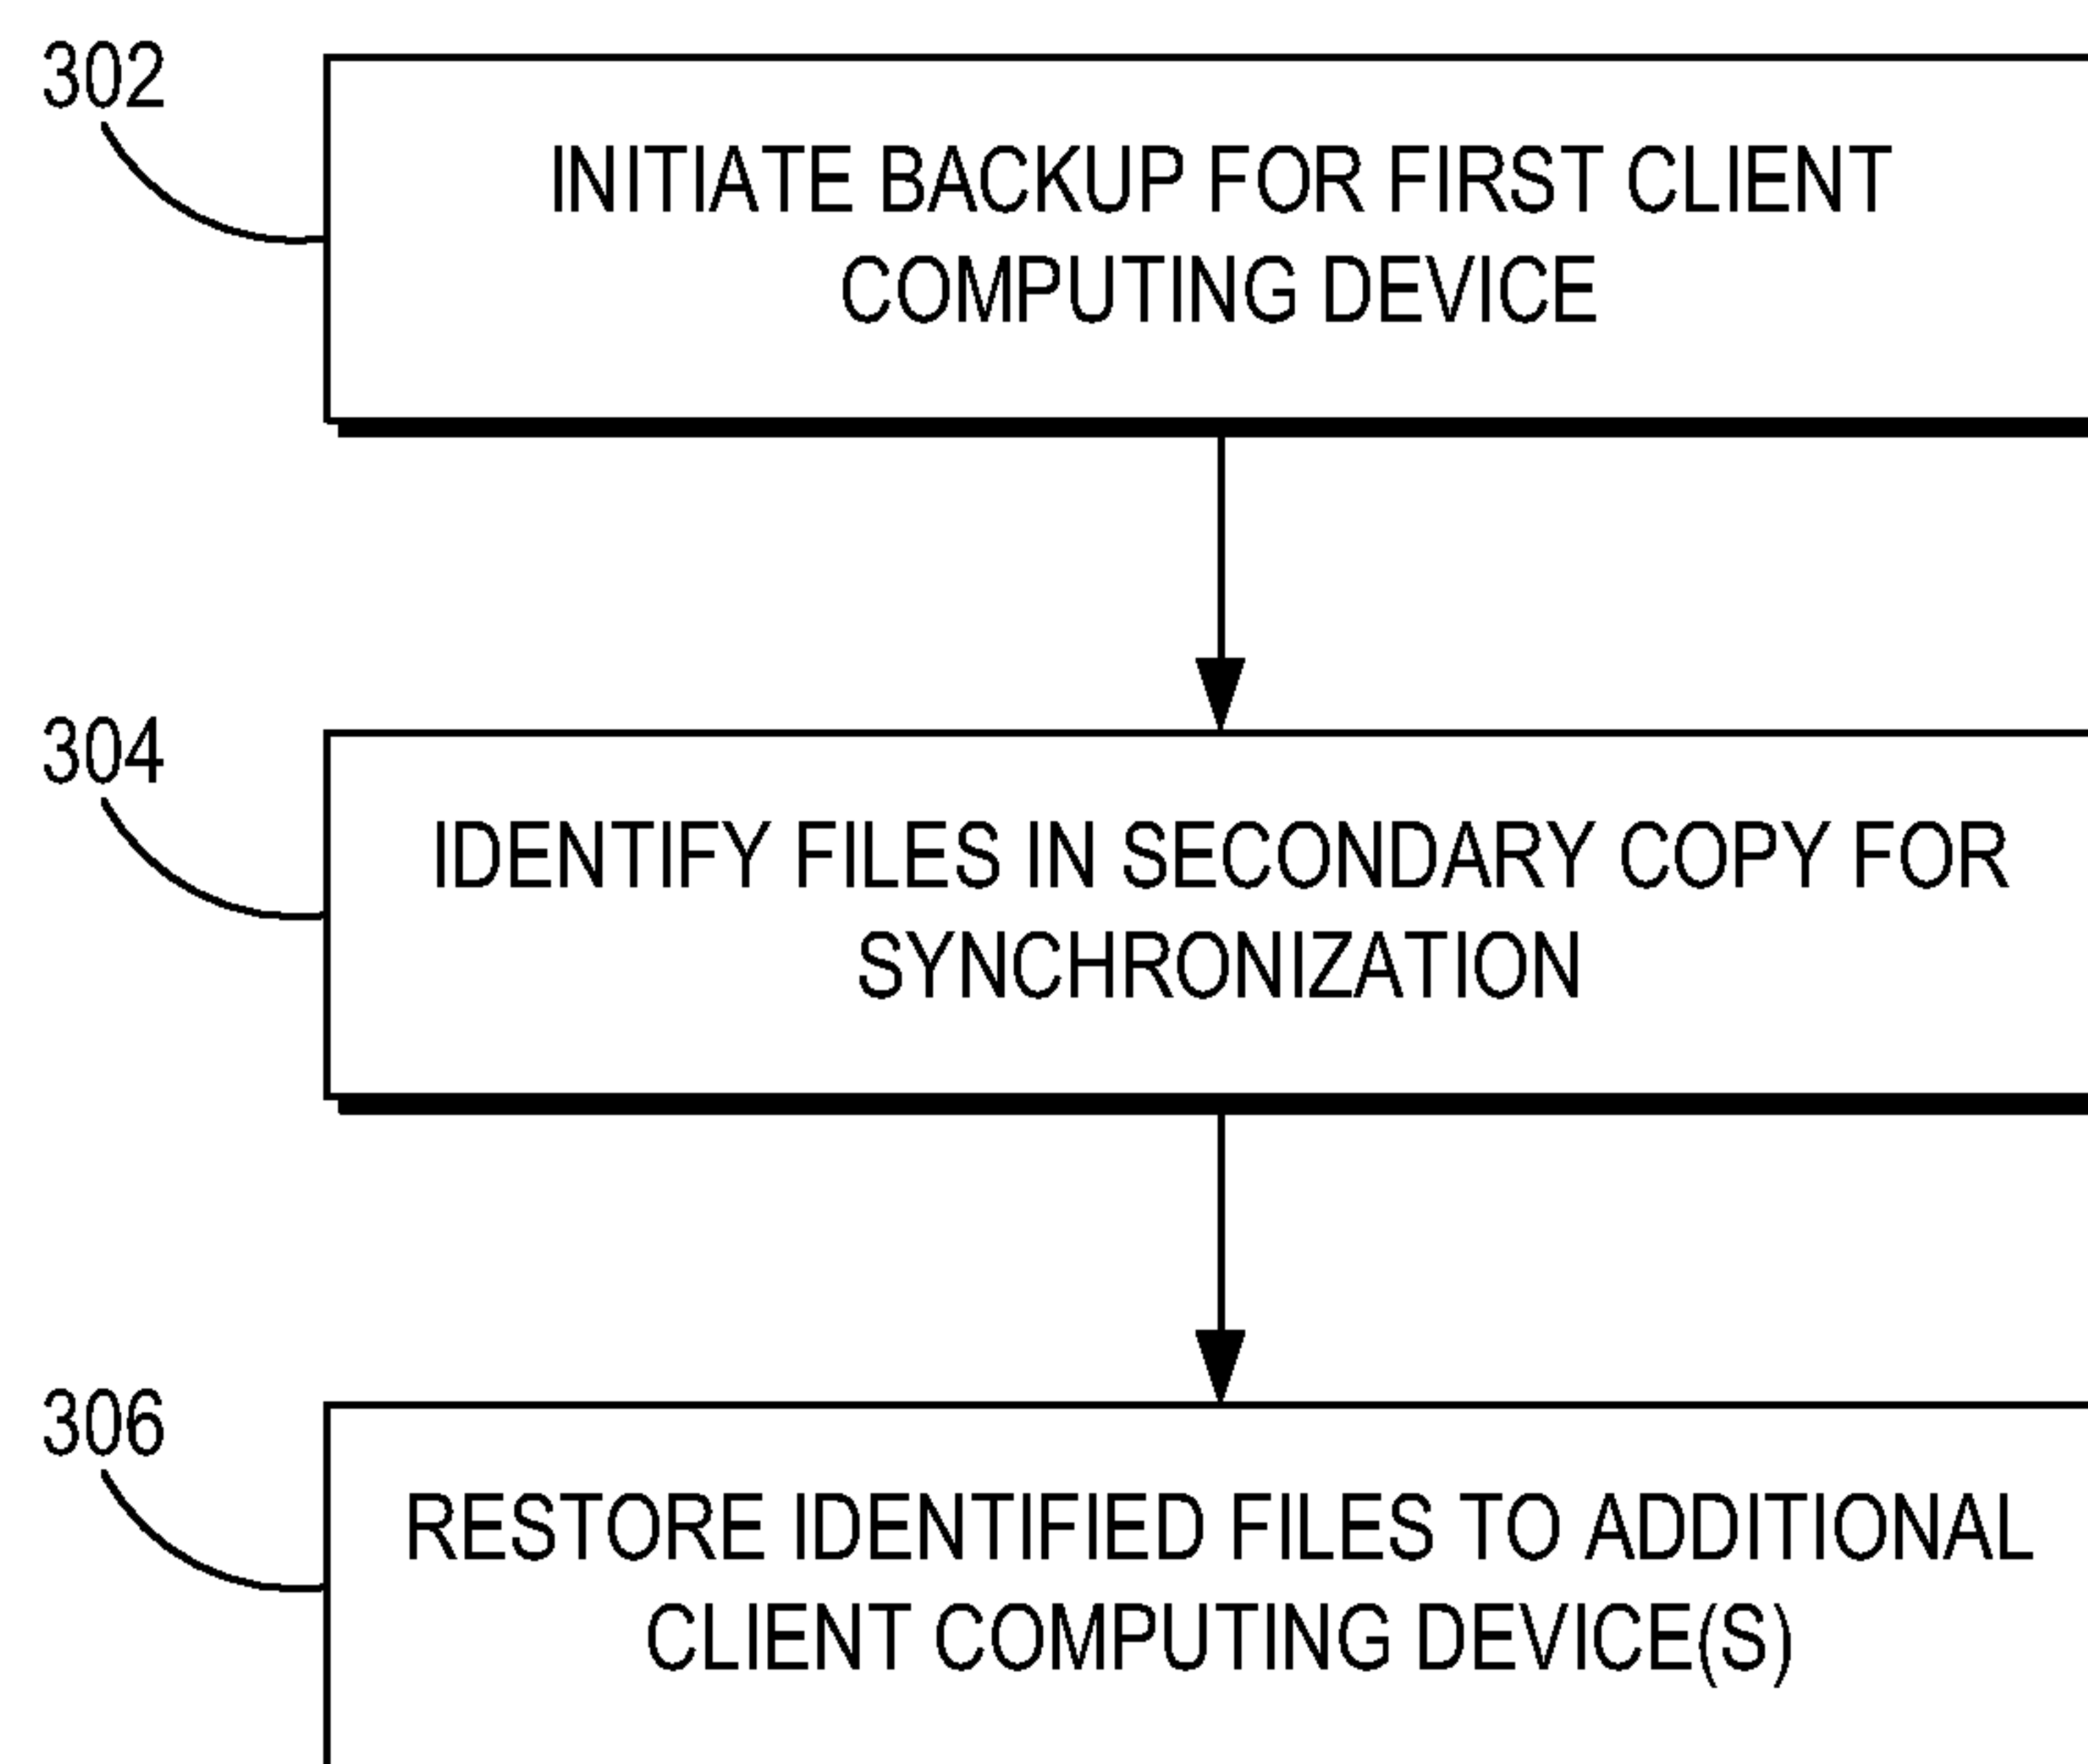 302
INITIATE BACKUP FOR FIRST CLIENT
COMPUTING DEVICE
304
IDENTIFY FILES IN SECONDARY COPY FOR
SYNCHRONIZATION
306
RESTORE IDENTIFIED FILES TO ADDITIONAL
CLIENT COMPUTING DEVICE(S)